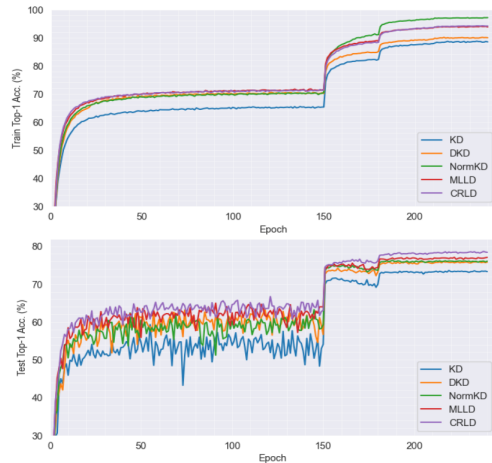 Train Top-1 Acc. (%)
100
90
80
70
60
50
40
30
0
50
100
150
200
Epoch
KD
DKD
NormKD
MLLD
CRLD
Test Top-1 Acc. (%)
80
70
60
50
40
30
0
50
100
150
200
Epoch
KD
DKD
NormKD
MLLD
CRLD